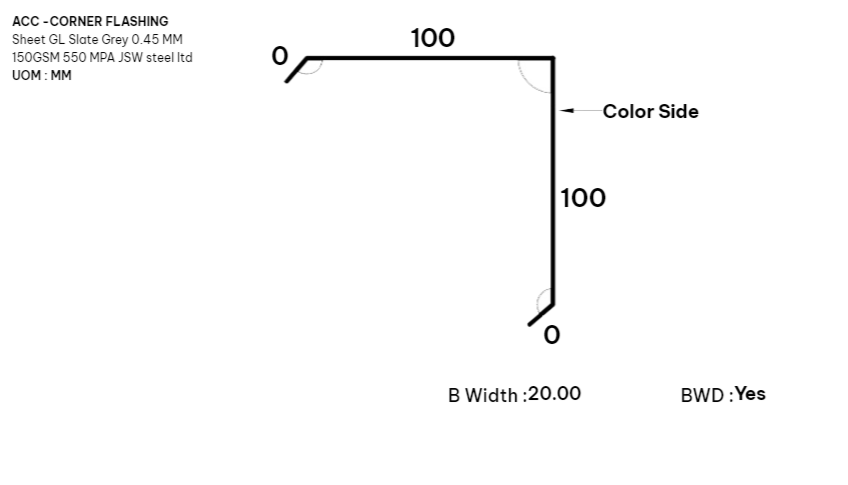 ACC -CORNER FLASHING
Sheet GL Slate Grey 0.45 MM
150GSM 550 MPA JSW steel ltd
UOM : MM
100
0
Color Side
100
0
B Width :20.00
BWD :Yes